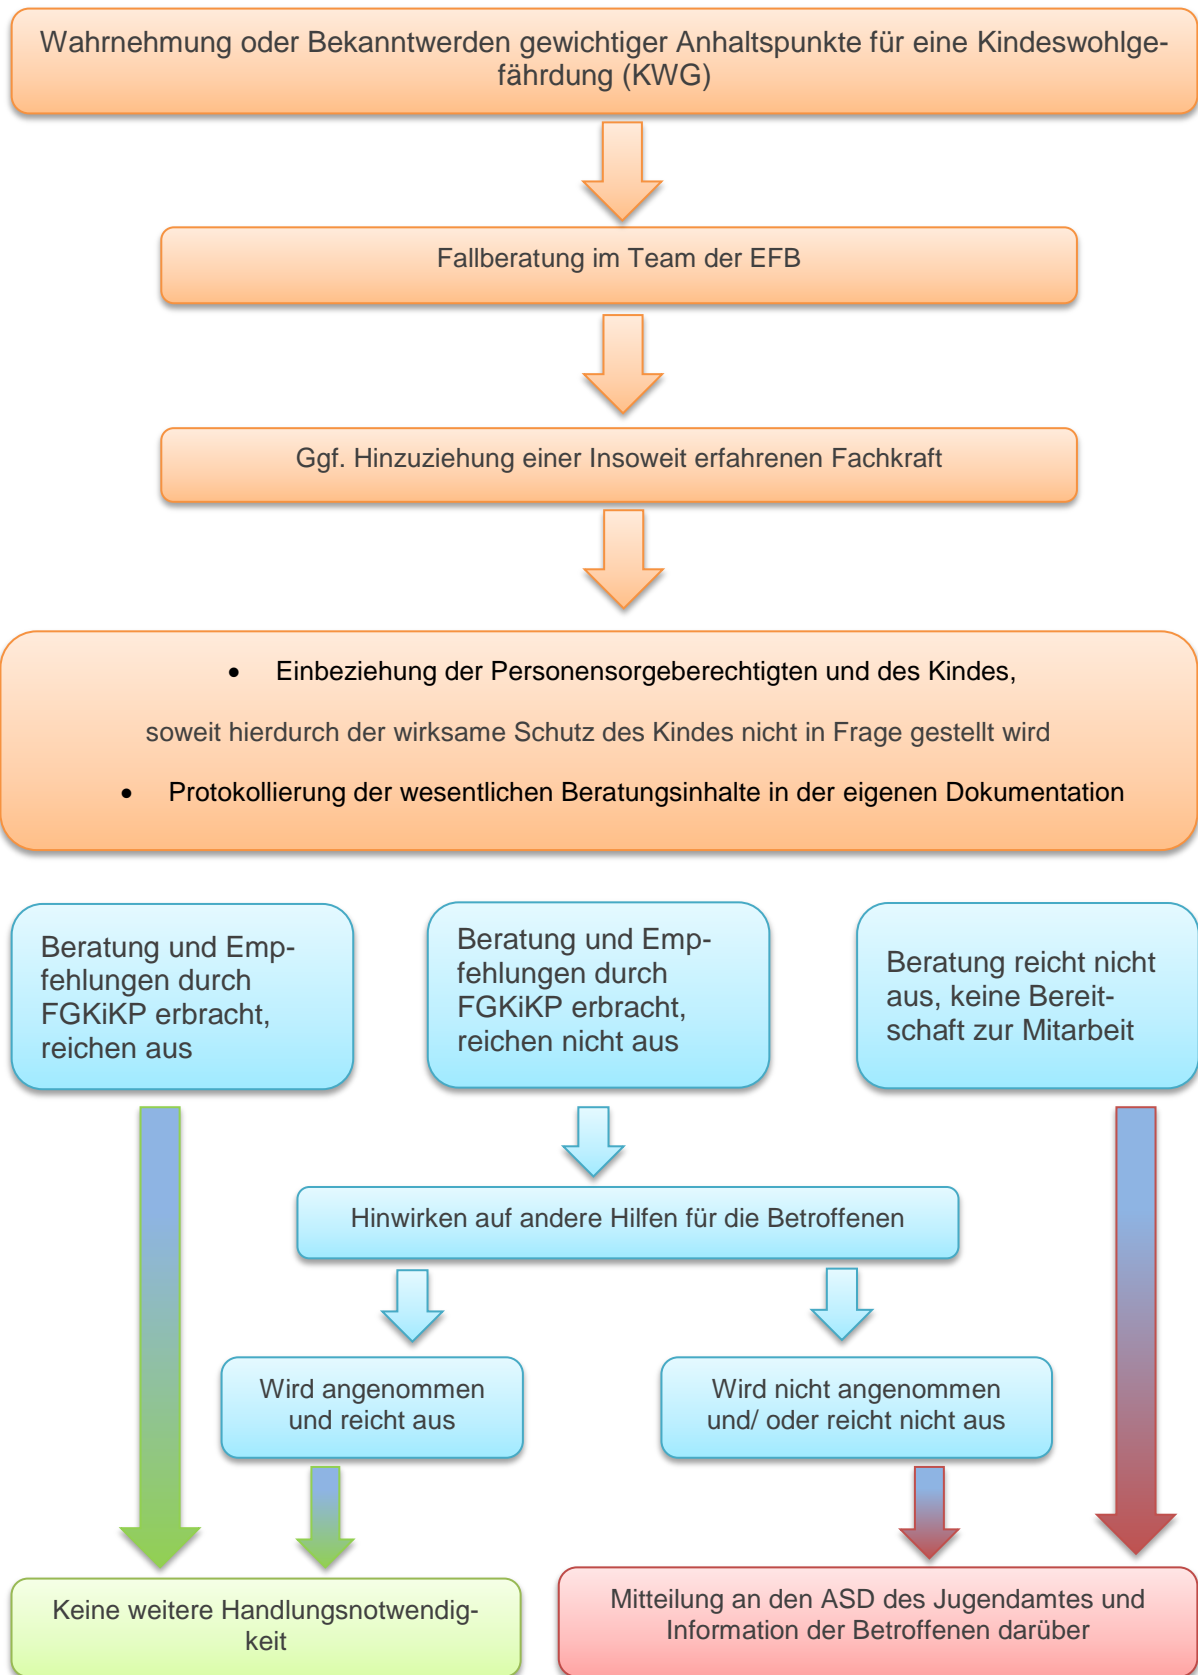 Wahrnehmung oder Bekanntwerden gewichtiger Anhaltspunkte für eine Kindeswohlge-
fährdung (KWG)
Fallberatung im Team der EFB
Ggf. Hinzuziehung einer Insoweit erfahrenen Fachkraft
• Einbeziehung der Personensorgeberechtigten und des Kindes,
soweit hierdurch der wirksame Schutz des Kindes nicht in Frage gestellt wird
• Protokollierung der wesentlichen Beratungsinhalte in der eigenen Dokumentation
Beratung und Emp-
fehlungen durch
FGKiKP erbracht,
reichen aus
Beratung und Emp-
fehlungen durch
FGKiKP erbracht,
reichen nicht aus
Beratung reicht nicht
aus, keine Bereit-
schaft zur Mitarbeit
Hinwirken auf andere Hilfen für die Betroffenen
Wird angenommen
und reicht aus
Wird nicht angenommen
und/ oder reicht nicht aus
Keine weitere Handlungsnotwendig-
keit
Mitteilung an den ASD des Jugendamtes und
Information der Betroffenen darüber